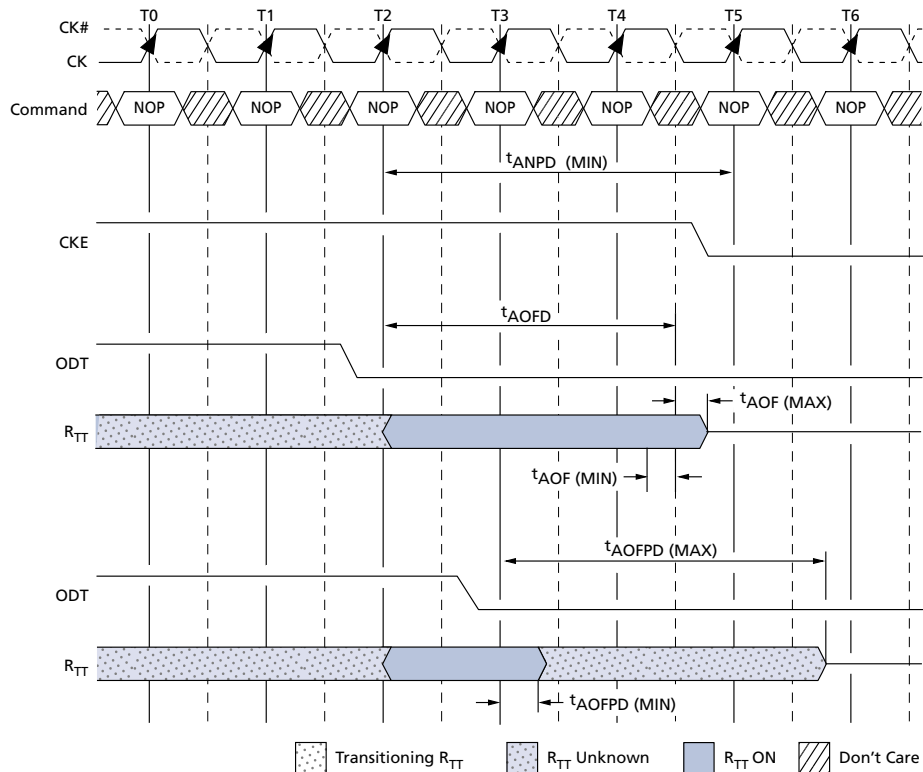 T0 T1 T2 T3 T4 T5 T6
CK#
CK
Command NOP NOP NOP NOP NOP NOP NOP
tANPD (MIN)
CKE
tAOFD
ODT
tAOF (MAX)
RTT
tAOF (MIN)
tAOFPD (MAX)
ODT
RTT
tAOFPD (MIN)
Transitioning RTT RTT Unknown RTT ON Don't Care